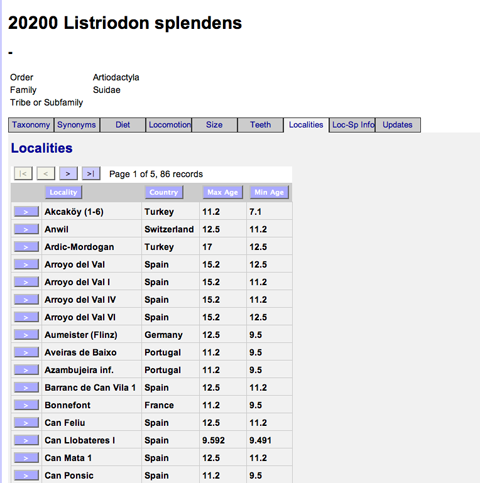 20200 Listriodon splendens
-
Order Artiodactyla
Family Suidae
Tribe or Subfamily
Taxonomy Synonyms Diet Locomotion Size Teeth Localities Loc-Sp Info Updates
Localities
|< < > >| Page 1 of 5, 86 records
Locality Country Max Age Min Age
> Akcaköy (1-6) Turkey 11.2 7.1
> Anwil Switzerland 12.5 11.2
> Ardic-Mordogan Turkey 17 12.5
> Arroyo del Val Spain 15.2 12.5
> Arroyo del Val I Spain 15.2 11.2
> Arroyo del Val IV Spain 15.2 11.2
> Arroyo del Val VI Spain 15.2 12.5
> Aumeister (Flinz) Germany 12.5 9.5
> Aveiras de Baixo Portugal 11.2 9.5
> Azambujeira inf. Portugal 11.2 9.5
> Barranc de Can Vila 1 Spain 12.5 11.2
> Bonnefont France 11.2 9.5
> Can Feliu Spain 12.5 11.2
> Can Llobateres I Spain 9.592 9.491
> Can Mata 1 Spain 12.5 11.2
> Can Ponsic Spain 11.2 9.5